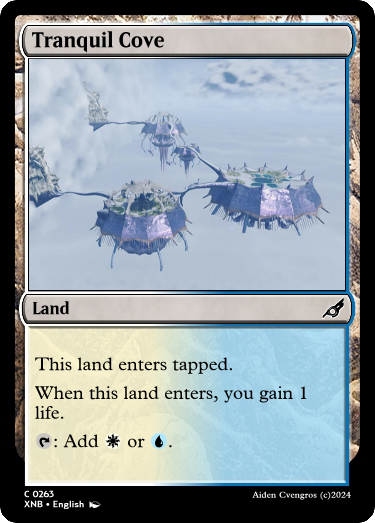 Tranquil Cove
Land
This land enters tapped.
When this land enters, you gain 1
life.
: Add or .
C 0263
XNB • English
Aiden Cvengros (c)2024